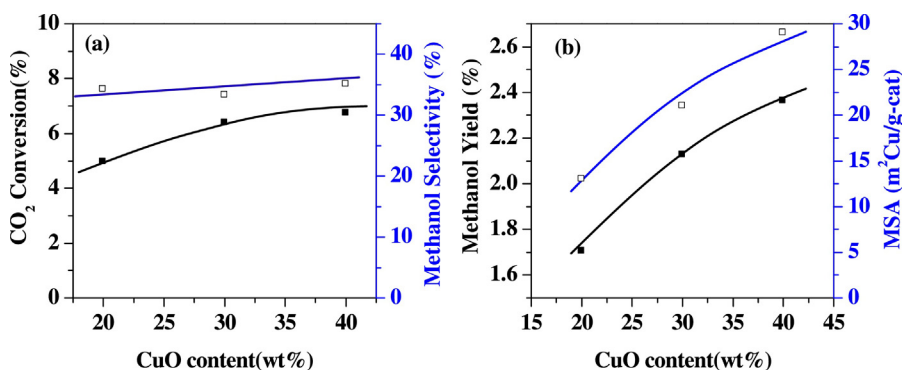 (a)
CO2 Conversion(%)
10
8
6
4
2
0
Methanol Selectivity (%)
40
30
20
10
0
20 25 30 35 40
CuO content(wt%)
(b)
Methanol Yield (%)
2.6
2.4
2.2
2.0
1.8
1.6
MSA (m²Cu/g-cat)
30
25
20
15
10
5
0
15 20 25 30 35 40 45
CuO content(wt%)